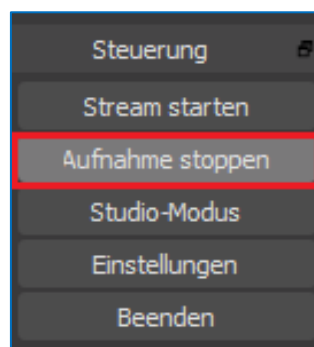 Steuerung
Stream starten
Aufnahme stoppen
Studio-Modus
Einstellungen
Beenden